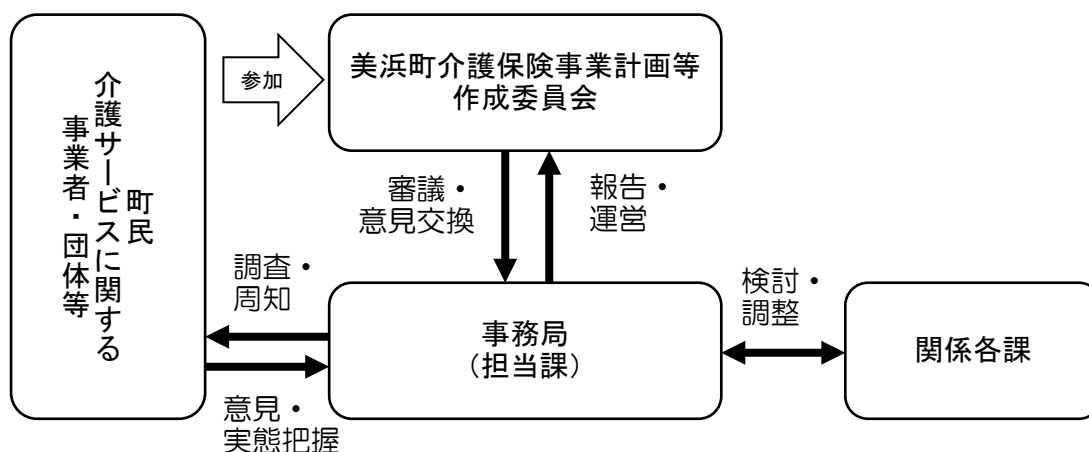 町民
介護サービスに関する
事業者・団体等
参加
美浜町介護保険事業計画等
作成委員会
審議・
意見交換
報告・
運営
調査・
周知
意見・
実態把握
事務局
（担当課）
検討・
調整
関係各課